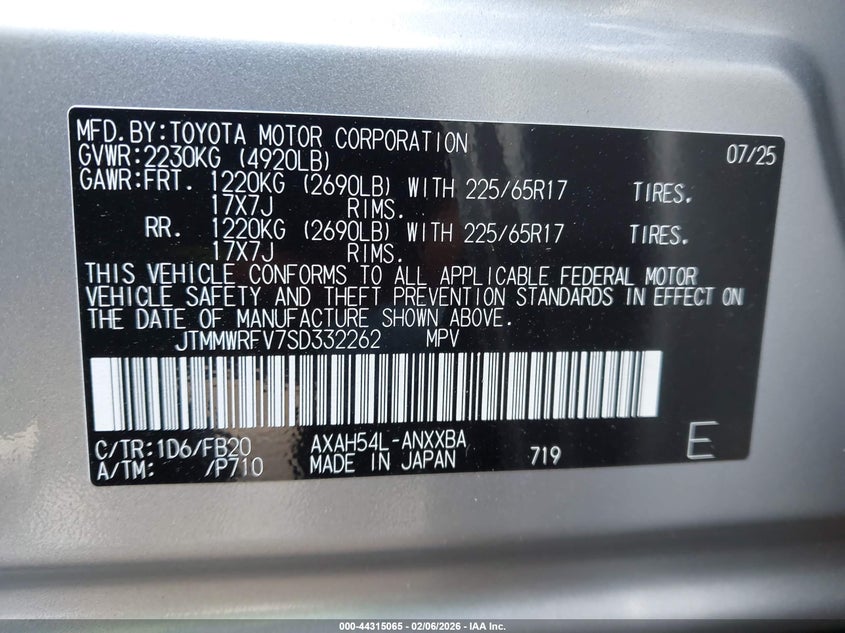 MFD.BY:TOYOTA MOTOR CORPORATION 07/25
GVWR:2230KG (4920LB)
GAWR:FRT. 1220KG (2690LB) WITH 225/65R17 TIRES.
17X7J RIMS.
RR. 1220KG (2690LB) WITH 225/65R17 TIRES.
17X7J RIMS.
THIS VEHICLE CONFORMS TO ALL APPLICABLE FEDERAL MOTOR
VEHICLE SAFETY AND THEFT PREVENTION STANDARDS IN EFFECT ON
THE DATE OF MANUFACTURE SHOWN ABOVE.
JTMMWRFV7SD332262 MPV
C/TR:1D6/FB20 AXAH54L-ANXXBA E
A/TM: /P710 MADE IN JAPAN 719
000-44315065 - 02/06/2026 - IAA Inc.